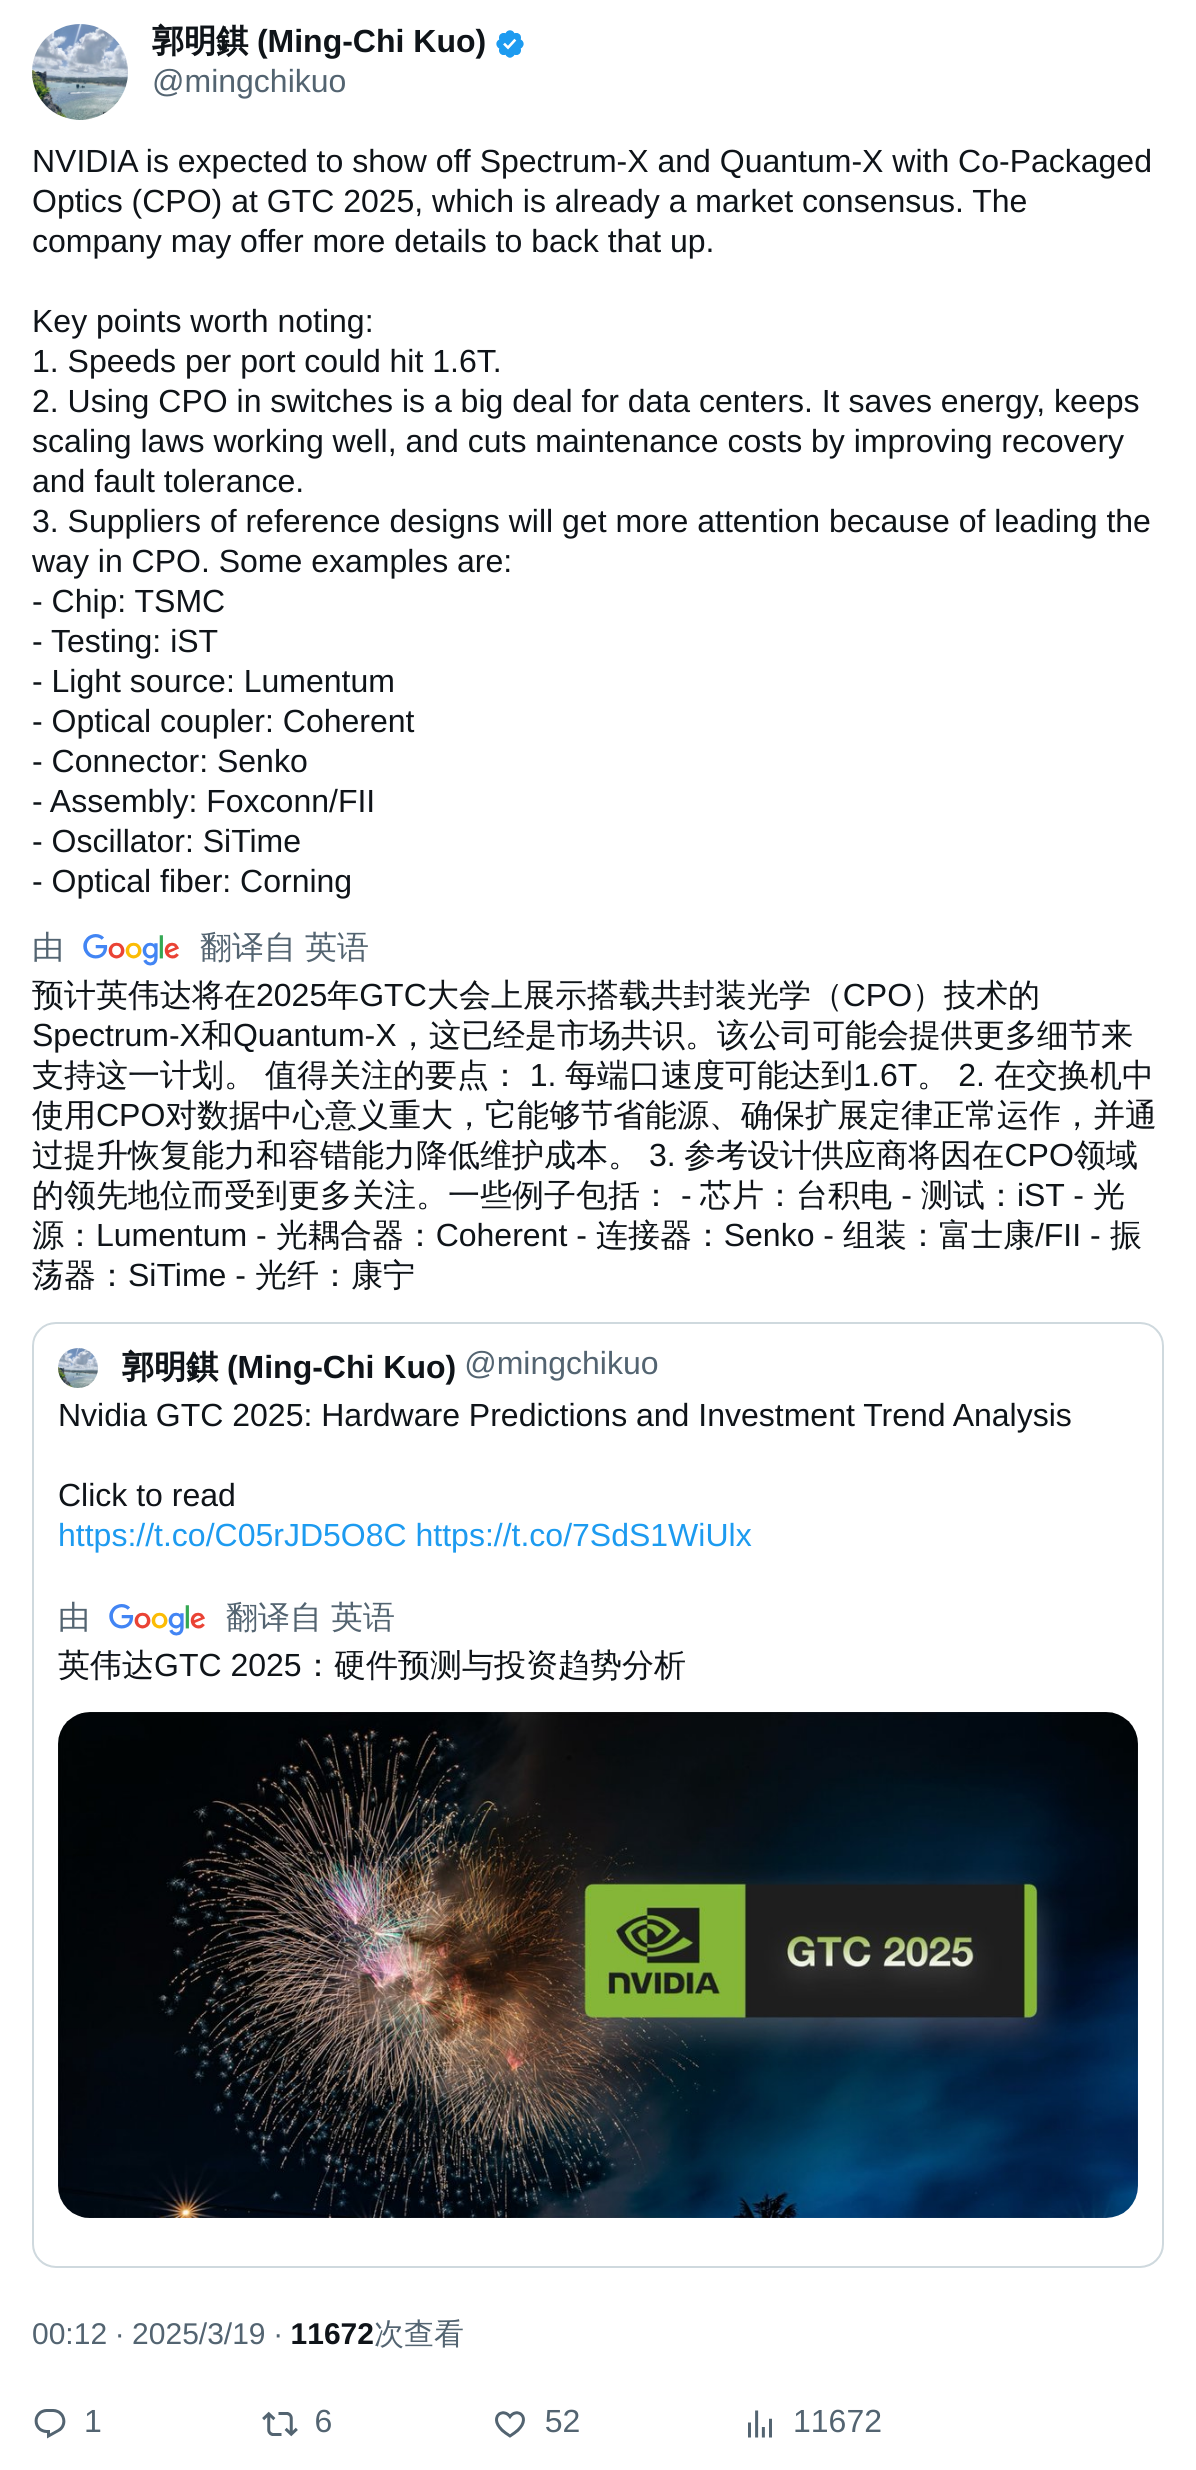 郭明錤 (Ming-Chi Kuo)
@mingchikuo
NVIDIA is expected to show off Spectrum-X and Quantum-X with Co-Packaged
Optics (CPO) at GTC 2025, which is already a market consensus. The
company may offer more details to back that up.
Key points worth noting:
1. Speeds per port could hit 1.6T.
2. Using CPO in switches is a big deal for data centers. It saves energy, keeps
scaling laws working well, and cuts maintenance costs by improving recovery
and fault tolerance.
3. Suppliers of reference designs will get more attention because of leading the
way in CPO. Some examples are:
- Chip: TSMC
- Testing: iST
- Light source: Lumentum
- Optical coupler: Coherent
- Connector: Senko
- Assembly: Foxconn/FII
- Oscillator: SiTime
- Optical fiber: Corning
由 Google 翻译自 英语
预计英伟达将在2025年GTC大会上展示搭载共封装光学（CPO）技术的
Spectrum-X和Quantum-X，这已经是市场共识。该公司可能会提供更多细节来
支持这一计划。 值得关注的要点： 1. 每端口速度可能达到1.6T。 2. 在交换机中
使用CPO对数据中心意义重大，它能够节省能源、确保扩展定律正常运作，并通
过提升恢复能力和容错能力降低维护成本。 3. 参考设计供应商将因在CPO领域
的领先地位而受到更多关注。一些例子包括： - 芯片：台积电 - 测试：iST - 光
源：Lumentum - 光耦合器：Coherent - 连接器：Senko - 组装：富士康/FII - 振
荡器：SiTime - 光纤：康宁
郭明錤 (Ming-Chi Kuo) @mingchikuo
Nvidia GTC 2025: Hardware Predictions and Investment Trend Analysis
Click to read
https://t.co/C05rJD5O8C https://t.co/7SdS1WiUlx
由 Google 翻译自 英语
英伟达GTC 2025：硬件预测与投资趋势分析
NVIDIA
GTC 2025
00:12 · 2025/3/19 · 11672次查看
1 6 52 11672